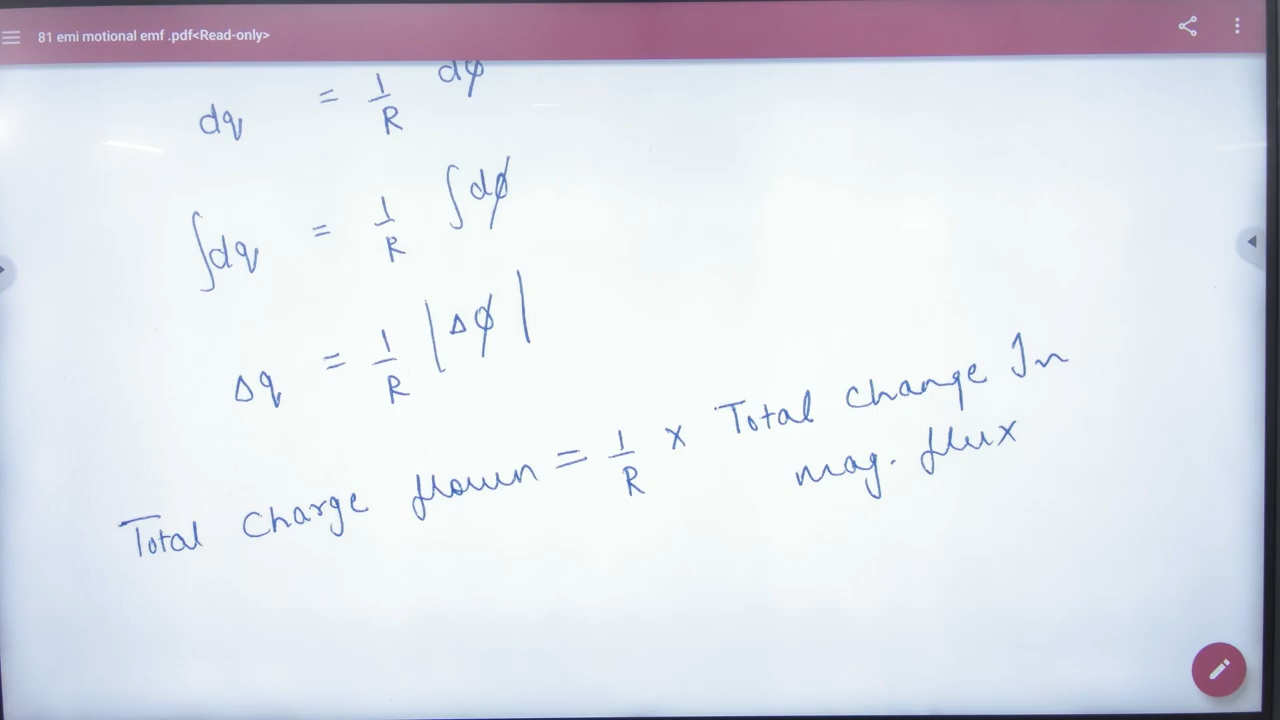 81 emi motional emf .pdf<Read-only>
dq = 1/R dφ
∫dq = 1/R ∫dφ
Δq = 1/R |Δφ|
Total Charge flown = 1/R × Total Change In
mag. flux